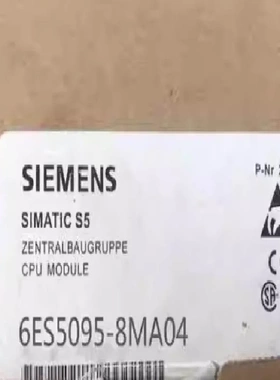 SIEMENS
P-Nr
SIMATIC S5
ZENTRALBAUGRUPPE
CPU MODULE
6ES5095-8MA04